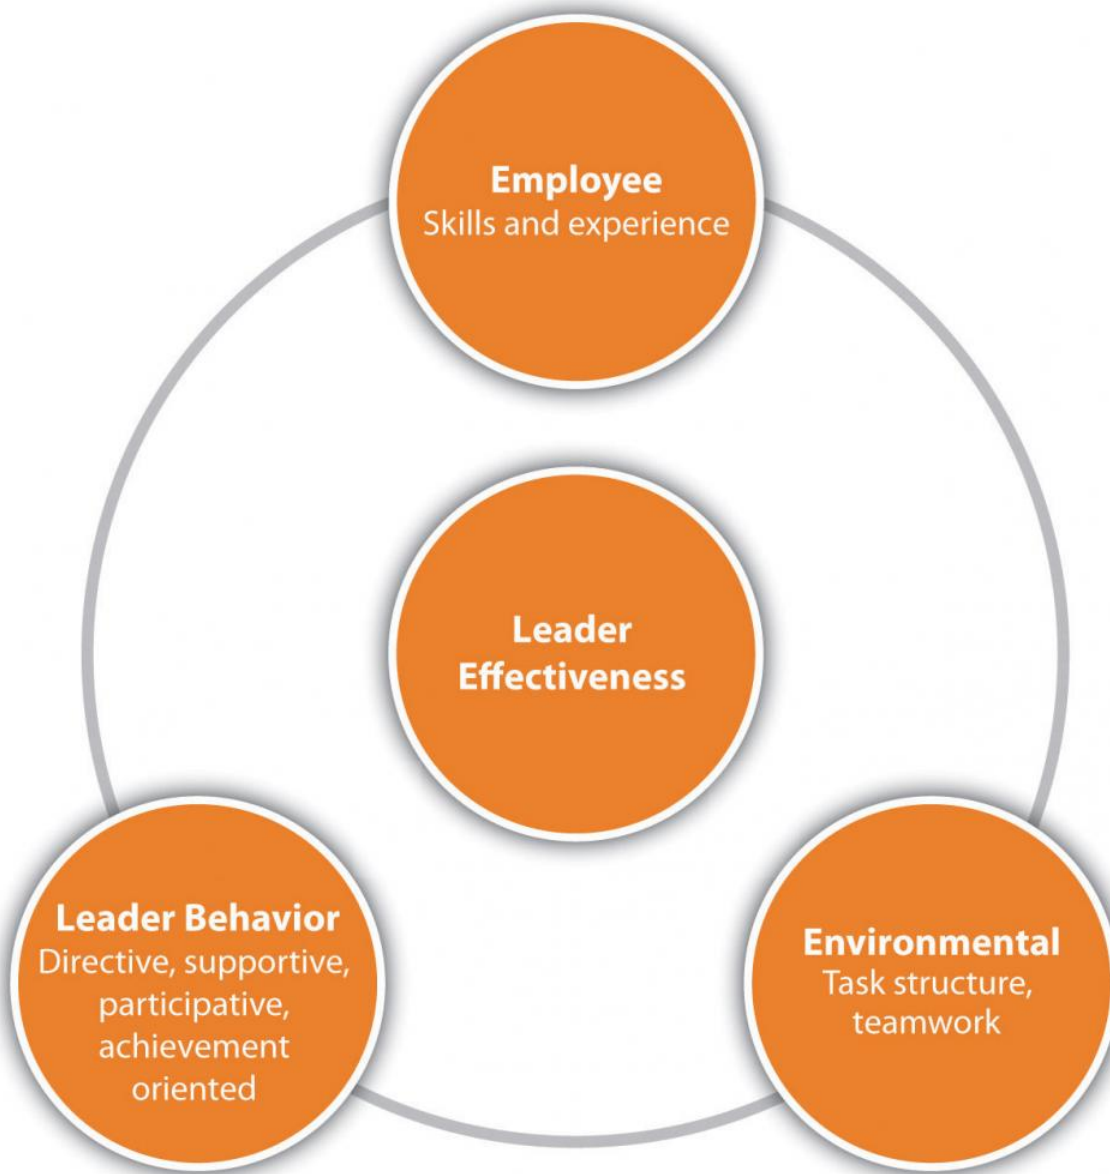 Employee
Skills and experience
Leader
Effectiveness
Leader Behavior
Directive, supportive,
participative,
achievement
oriented
Environmental
Task structure,
teamwork